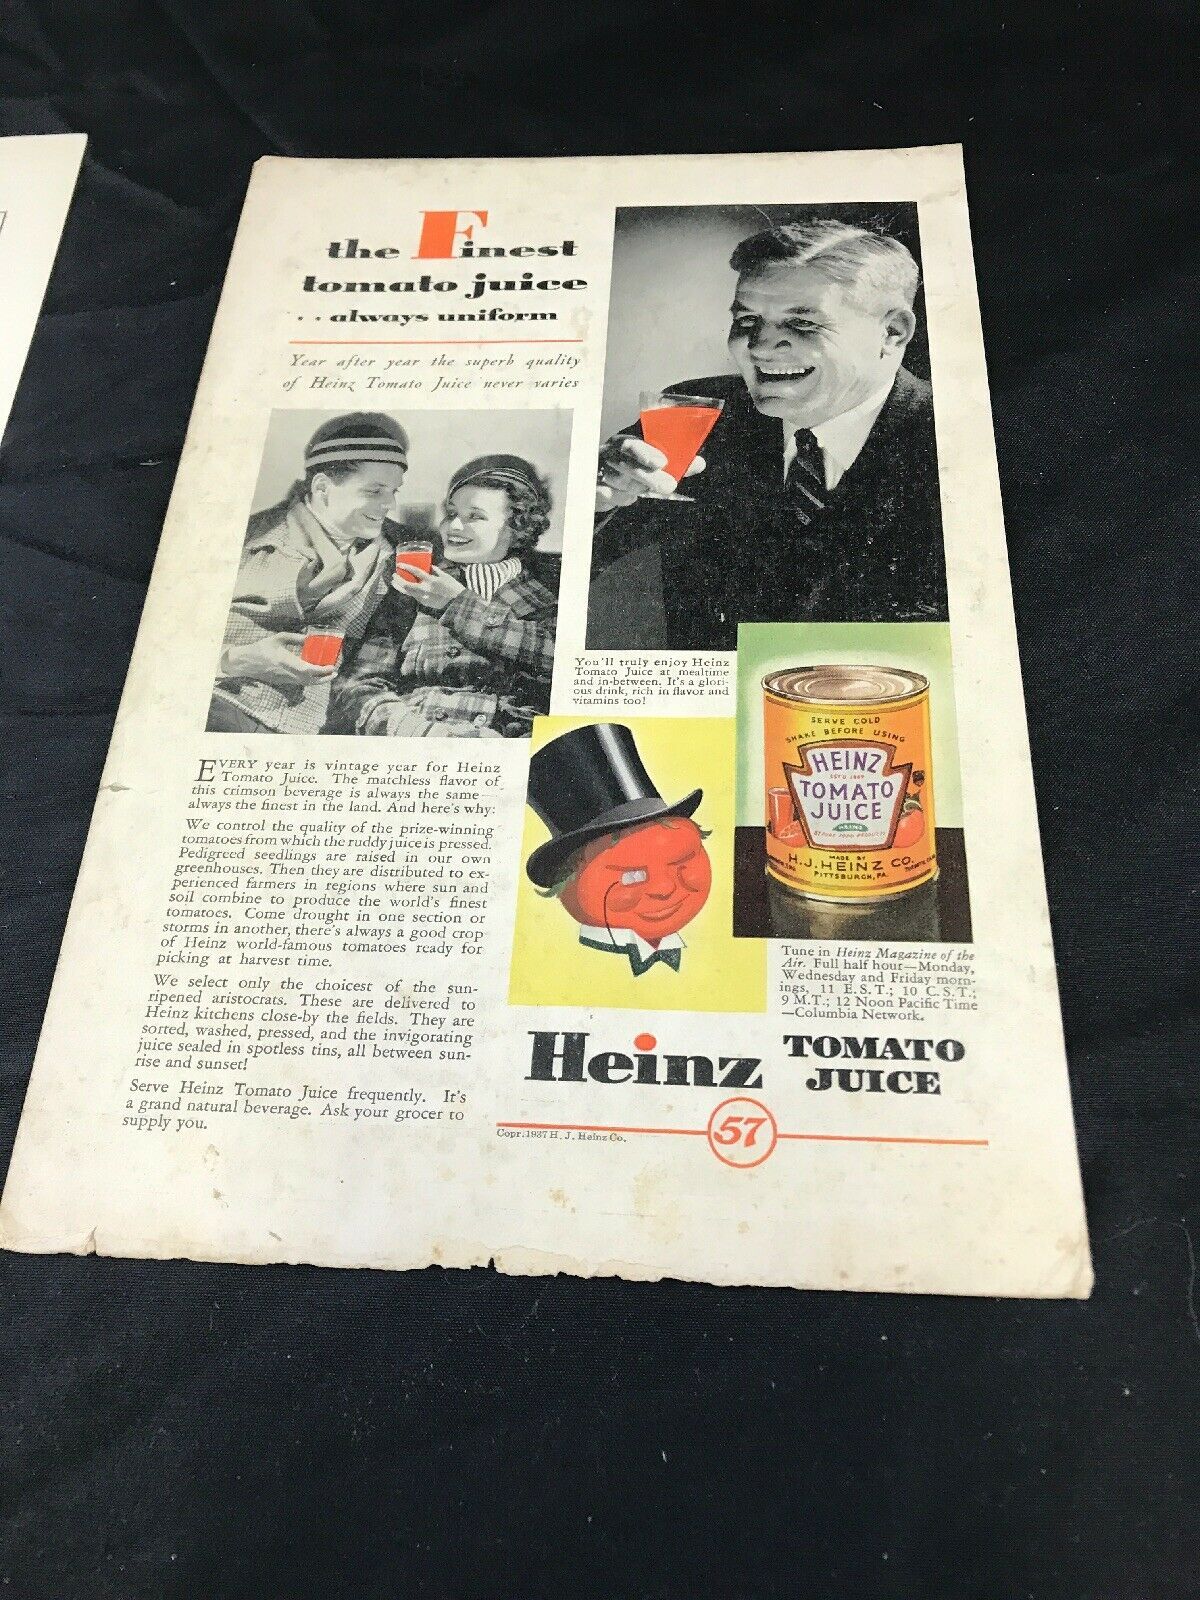 the Finest
tomato juice
. . always uniform
Year after year the superb quality
of Heinz Tomato Juice never varies
You'll truly enjoy Heinz
Tomato Juice at mealtime
and in-between. It's a glori-
ous drink, rich in flavor and
vitamins too!
EVERY year is vintage year for Heinz
Tomato Juice. The matchless flavor of
this crimson beverage is always the same—
always the finest in the land. And here's why:
We control the quality of the prize-winning
tomatoes from which the ruddy juice is pressed.
Pedigreed seedlings are raised in our own
greenhouses. Then they are distributed to ex-
perienced farmers in regions where sun and
soil combine to produce the world's finest
tomatoes. Come drought in one section or
storms in another, there's always a good crop
of Heinz world-famous tomatoes ready for
picking at harvest time.
We select only the choicest of the sun-
ripened aristocrats. These are delivered to
Heinz kitchens close-by the fields. They are
sorted, washed, pressed, and the invigorating
juice sealed in spotless tins, all between sun-
rise and sunset!
Serve Heinz Tomato Juice frequently. It's
a grand natural beverage. Ask your grocer to
supply you.
SERVE COLD
SHAKE BEFORE USING
HEINZ
EST'D 1869
TOMATO
JUICE
MADE BY
H.J. HEINZ CO.
PITTSBURGH, PA.
Tune in Heinz Magazine of the
Air. Full half hour—Monday,
Wednesday and Friday morn-
ings, 11 E.S.T.; 10 C.S.T.;
9 M.T.; 12 Noon Pacific Time
—Columbia Network.
Heinz TOMATO
JUICE
57
Copr. 1937 H. J. Heinz Co.